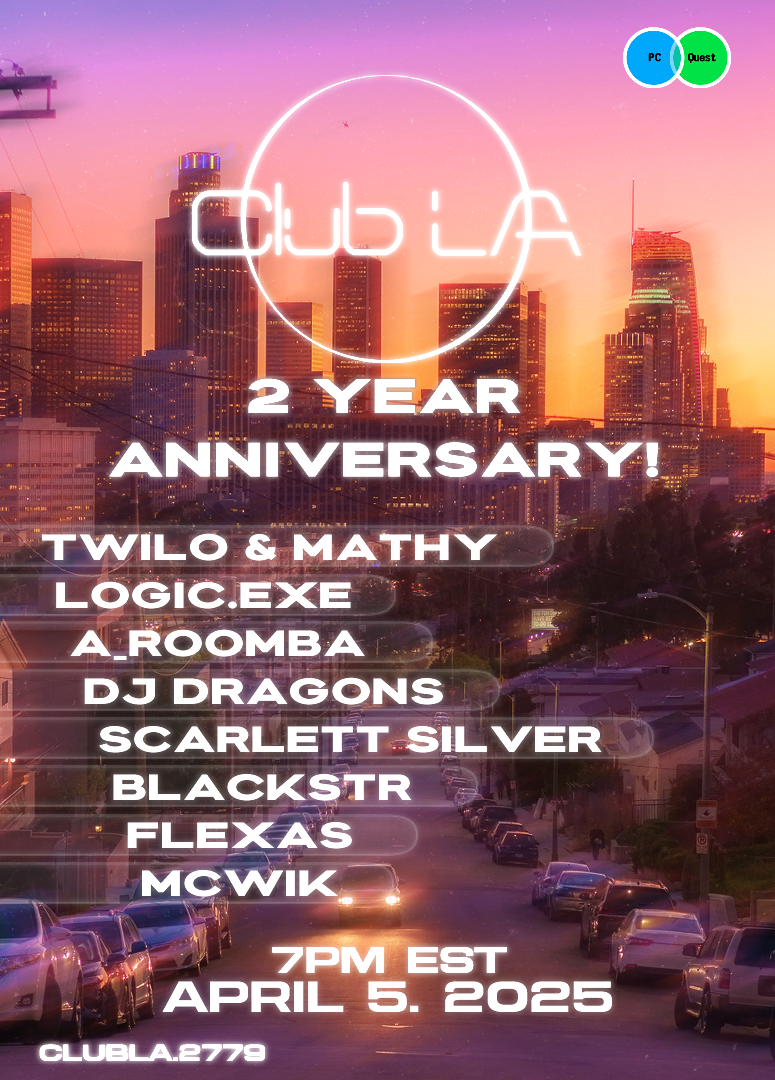 PC Quest
Club LA
2 YEAR
ANNIVERSARY!
TWILO & MATHY
LOGIC.EXE
A_ROOMBA
DJ DRAGONS
SCARLETT SILVER
BLACKSTR
FLEXAS
MCWIK
7PM EST
APRIL 5. 2025
CLUBLA.2779